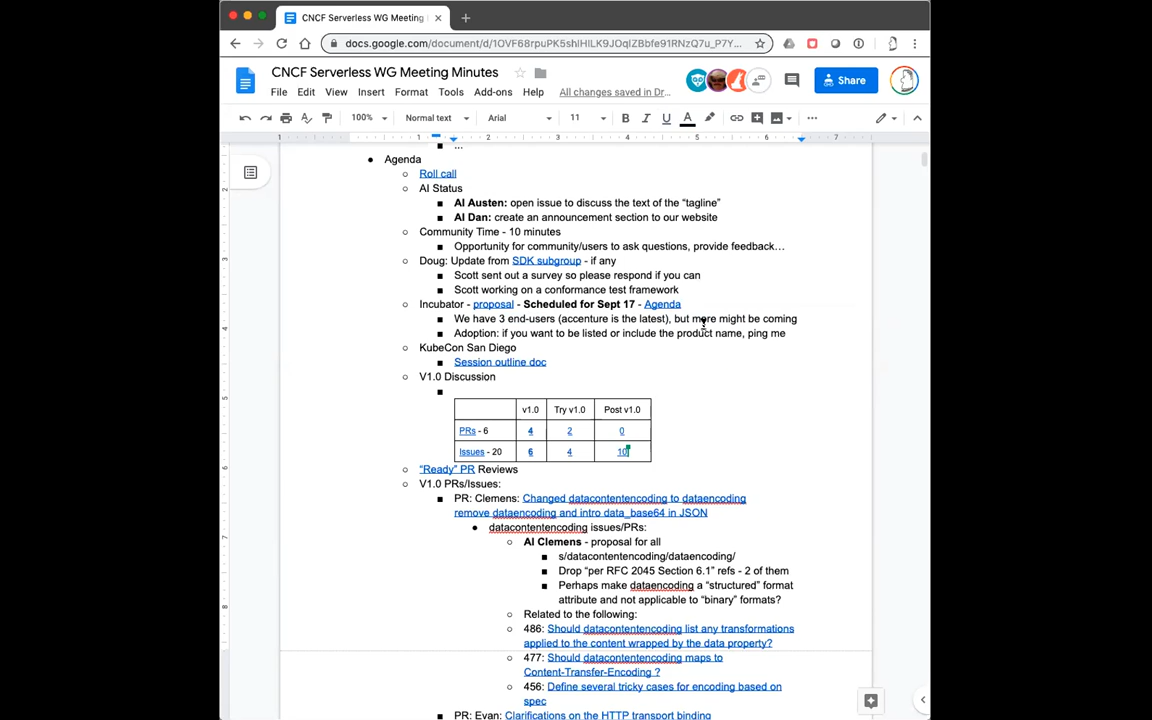 CNCF Serverless WG Meeting
docs.google.com/document/d/1OVF68rpuPK5shiHLK9JOqlZBbfe91RNzQ7u_P7Y...
CNCF Serverless WG Meeting Minutes
File Edit View Insert Format Tools Add-ons Help All changes saved in Dr...
Share
100% Normal text Arial 11
1 1 2 3 4 5 6 7
...
Agenda
Roll call
AI Status
AI Austen: open issue to discuss the text of the “tagline”
AI Dan: create an announcement section to our website
Community Time - 10 minutes
Opportunity for community/users to ask questions, provide feedback…
Doug: Update from SDK subgroup - if any
Scott sent out a survey so please respond if you can
Scott working on a conformance test framework
Incubator - proposal - Scheduled for Sept 17 - Agenda
We have 3 end-users (accenture is the latest), but more might be coming
Adoption: if you want to be listed or include the product name, ping me
KubeCon San Diego
Session outline doc
V1.0 Discussion
v1.0 Try v1.0 Post v1.0
PRs - 6 4 2 0
Issues - 20 6 4 10
“Ready” PR Reviews
V1.0 PRs/Issues:
PR: Clemens: Changed datacontentencoding to dataencoding
remove dataencoding and intro data_base64 in JSON
datacontentencoding issues/PRs:
AI Clemens - proposal for all
s/datacontentencoding/dataencoding/
Drop “per RFC 2045 Section 6.1” refs - 2 of them
Perhaps make dataencoding a “structured” format
attribute and not applicable to “binary” formats?
Related to the following:
486: Should datacontentencoding list any transformations
applied to the content wrapped by the data property?
477: Should datacontentencoding maps to
Content-Transfer-Encoding ?
456: Define several tricky cases for encoding based on
spec
PR: Evan: Clarifications on the HTTP transport binding